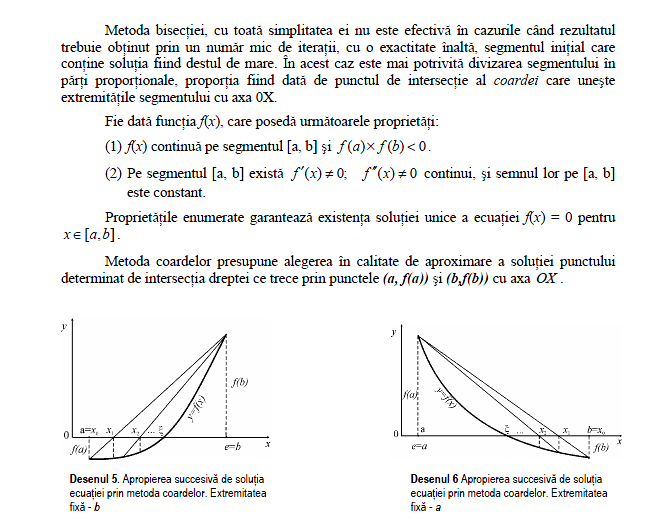 Metoda bisecției, cu toată simplitatea ei nu este efectivă în cazurile când rezultatul
trebuie obținut prin un număr mic de iterații, cu o exactitate înaltă, segmentul inițial care
conține soluția fiind destul de mare. În acest caz este mai potrivită divizarea segmentului în
părți proporționale, proporția fiind dată de punctul de intersecție al coardei care unește
extremitățile segmentului cu axa 0X.
Fie dată funcția f(x), care posedă următoarele proprietăți:
(1) f(x) continuă pe segmentul [a, b] și f(a)× f(b) < 0.
(2) Pe segmentul [a, b] există f′(x) ≠ 0; f″(x) ≠ 0 continui, și semnul lor pe [a, b]
este constant.
Proprietățile enumerate garantează existența soluției unice a ecuației f(x) = 0 pentru
x ∈ [a, b].
Metoda coardelor presupune alegerea în calitate de aproximare a soluției punctului
determinat de intersecția dreptei ce trece prin punctele (a, f(a)) și (b,f(b)) cu axa OX .
y
f(b)
y=f(x)
0 a=x₀ x₁ x₂ ... ξ
f(a) e=b x
Desenul 5. Apropierea succesivă de soluția
ecuației prin metoda coardelor. Extremitatea
fixă - b
y
f(a) y=f(x)
0 a ξ ... x₂ x₁ b=x₀
e=a f(b) x
Desenul 6 Apropierea succesivă de soluția
ecuației prin metoda coardelor. Extremitatea
fixă - a